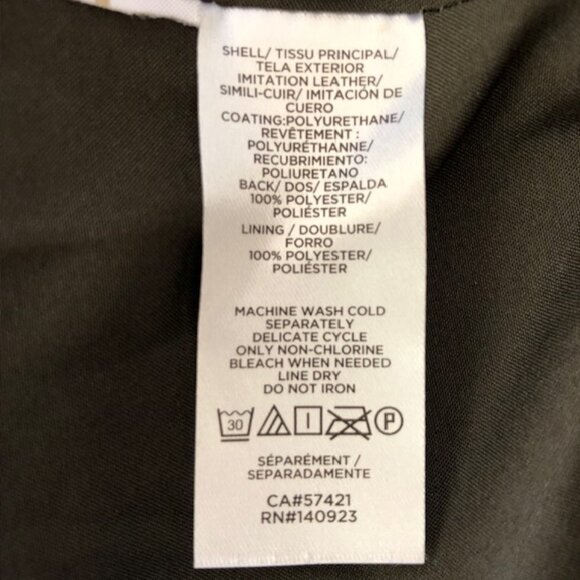 SHELL/ TISSU PRINCIPAL/
TELA EXTERIOR
IMITATION LEATHER/
SIMILI-CUIR/ IMITACIÓN DE
CUERO
COATING:POLYURETHANE/
REVÊTEMENT :
POLYURÉTHANNE/
RECUBRIMIENTO:
POLIURETANO
BACK/ DOS/ ESPALDA
100% POLYESTER/
POLIÉSTER
LINING / DOUBLURE/
FORRO
100% POLYESTER/
POLIÉSTER
MACHINE WASH COLD
SEPARATELY
DELICATE CYCLE
ONLY NON-CHLORINE
BLEACH WHEN NEEDED
LINE DRY
DO NOT IRON
30 P
SÉPARÉMENT /
SEPARADAMENTE
CA#57421
RN#140923